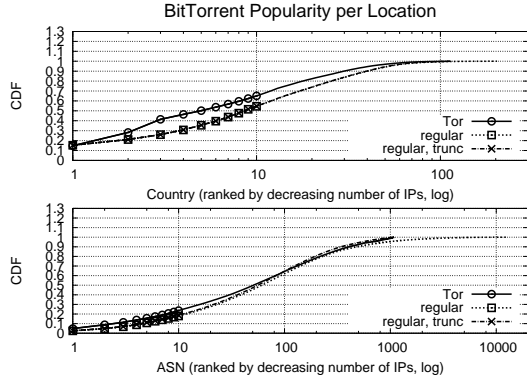 BitTorrent Popularity per Location
1.3
1.2
1.1
1
0.9
0.8
0.7
0.6
0.5
0.4
0.3
0.2
0.1
0
CDF
Tor
regular
regular, trunc
1 10 100
Country (ranked by decreasing number of IPs, log)
1.3
1.2
1.1
1
0.9
0.8
0.7
0.6
0.5
0.4
0.3
0.2
0.1
0
CDF
Tor
regular
regular, trunc
1 10 100 1000 10000
ASN (ranked by decreasing number of IPs, log)